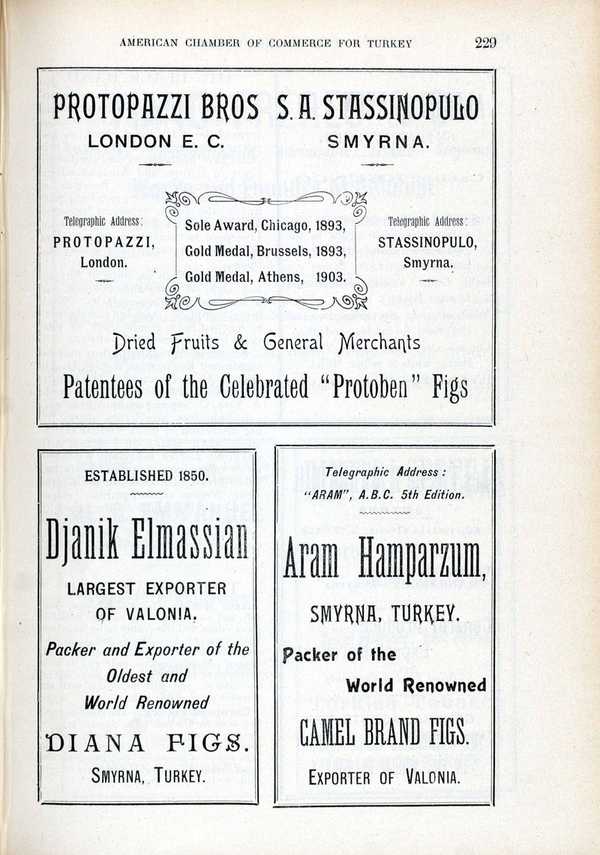 AMERICAN CHAMBER OF COMMERCE FOR TURKEY 229
PROTOPAZZI BROS S. A. STASSINOPULO
LONDON E. C. SMYRNA.
Telegraphic Address:
PROTOPAZZI,
London.
Sole Award, Chicago, 1893,
Gold Medal, Brussels, 1893,
Gold Medal, Athens, 1903.
Telegraphic Address:
STASSINOPULO,
Smyrna.
Dried Fruits & General Merchants
Patentees of the Celebrated "Protoben" Figs
ESTABLISHED 1850.
Djanik Elmassian
LARGEST EXPORTER
OF VALONIA.
Packer and Exporter of the
Oldest and
World Renowned
DIANA FIGS.
SMYRNA, TURKEY.
Telegraphic Address:
"ARAM", A.B.C. 5th Edition.
Aram Hamparzum,
SMYRNA, TURKEY.
Packer of the
World Renowned
CAMEL BRAND FIGS.
EXPORTER OF VALONIA.